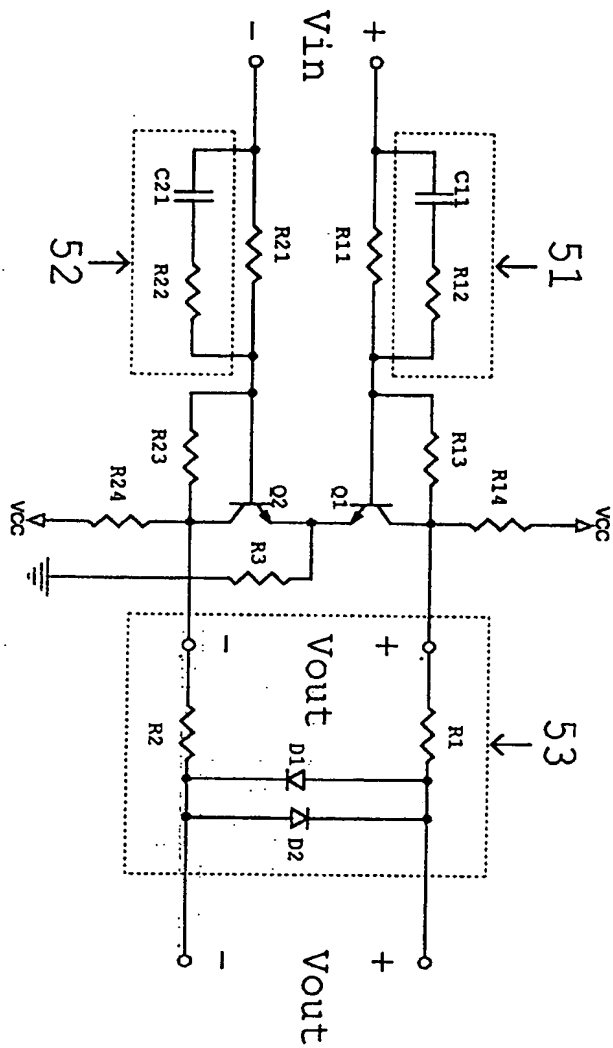 VCC
51
53
R14
C11
R12
R13
R1
+
+
+
R11
Q1
Vin
Vout
Vout
D1
D2
R21
Q2
R3
-
-
-
C21
R22
R23
R2
R24
52
VCC